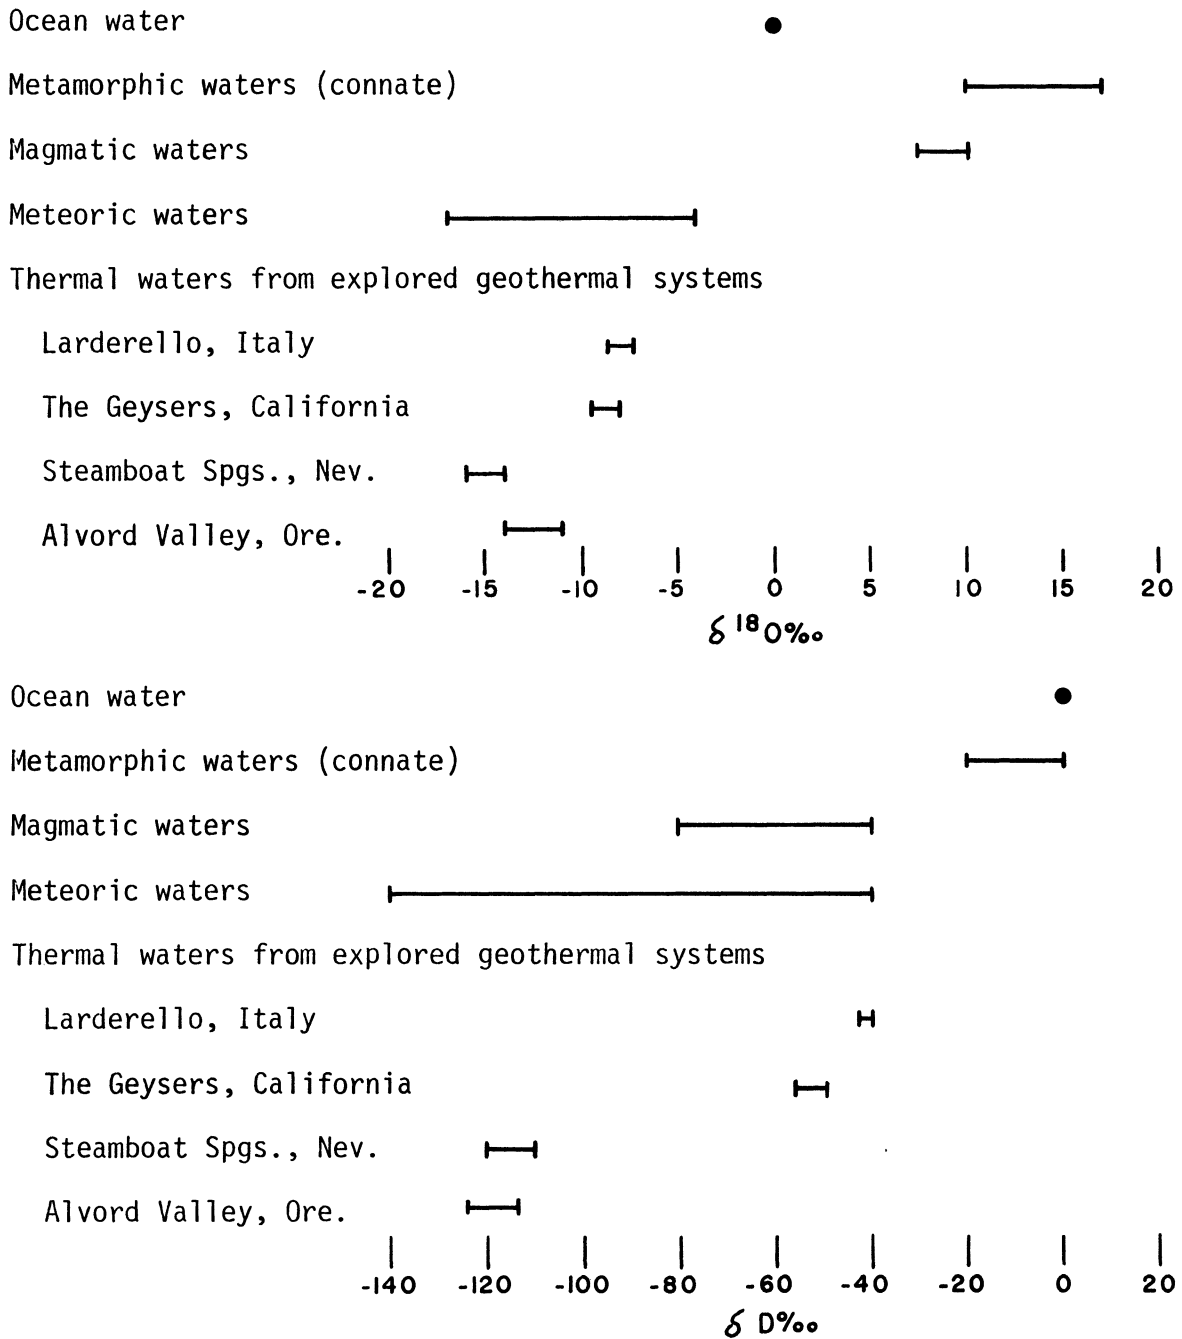 Ocean water
Metamorphic waters (connate)
Magmatic waters
Meteoric waters
Thermal waters from explored geothermal systems
Larderello, Italy
The Geysers, California
Steamboat Spgs., Nev.
Alvord Valley, Ore.
-20 -15 -10 -5 0 5 10 15 20
δ ¹⁸O‰
Ocean water
Metamorphic waters (connate)
Magmatic waters
Meteoric waters
Thermal waters from explored geothermal systems
Larderello, Italy
The Geysers, California
Steamboat Spgs., Nev.
Alvord Valley, Ore.
-140 -120 -100 -80 -60 -40 -20 0 20
δ D‰